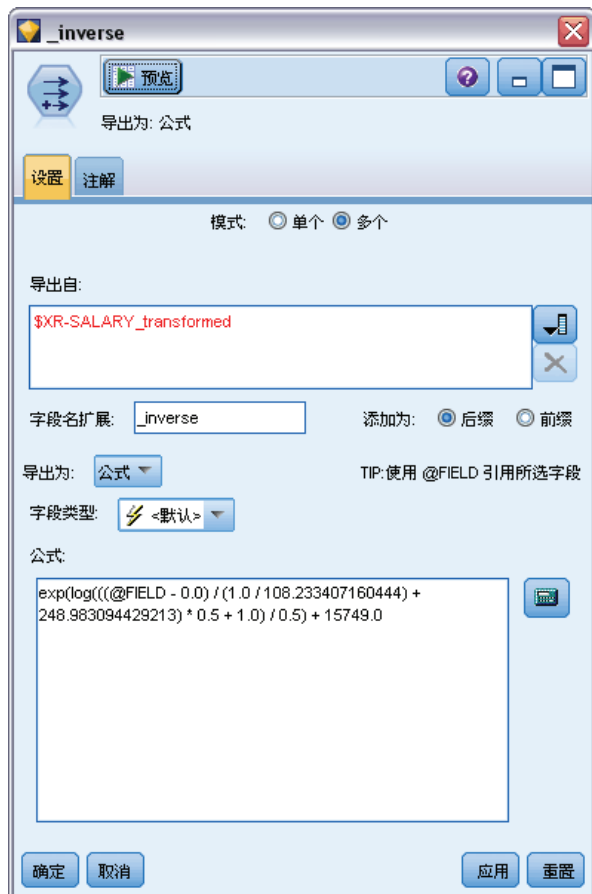 _inverse
预览
导出为: 公式
设置 注解
模式: 单个 多个
导出自:
$XR-SALARY_transformed
字段名扩展: _inverse 添加为: 后缀 前缀
导出为: 公式 TIP:使用 @FIELD 引用所选字段
字段类型: <默认>
公式:
exp(log(((@FIELD - 0.0) / (1.0 / 108.233407160444) +
248.983094429213) * 0.5 + 1.0) / 0.5) + 15749.0
确定 取消 应用 重置